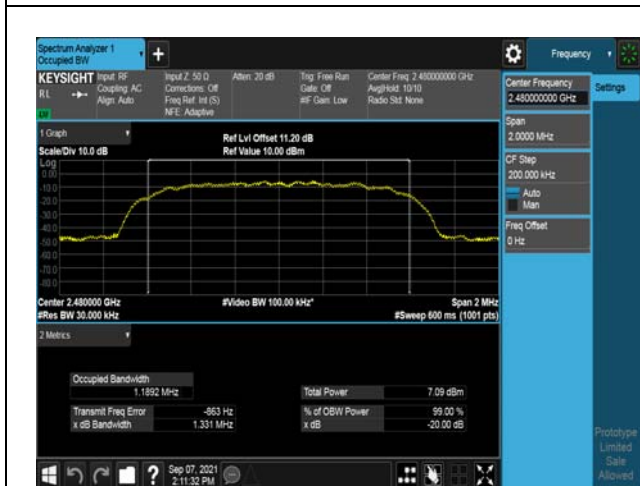 Spectrum Analyzer 1
Occupied BW
+
Frequency
KEYSIGHT
RL
Input: RF
Coupling: AC
Align: Auto
Input Z: 50 Ω
Corrections: Off
Freq Ref: Int (S)
NFE: Adaptive
Atten: 20 dB
Trig: Free Run
Gate: Off
#IF Gain: Low
Center Freq: 2.480000000 GHz
Avg|Hold: 10/10
Radio Std: None
Center Frequency
2.480000000 GHz
Settings
Span
2.0000 MHz
CF Step
200.000 kHz
Auto
Man
Freq Offset
0 Hz
1 Graph
Scale/Div 10.0 dB
Ref Lvl Offset 11.20 dB
Ref Value 10.00 dBm
Log
0.00
-10.0
-20.0
-30.0
-40.0
-50.0
-60.0
-70.0
-80.0
Center 2.480000 GHz
#Res BW 30.000 kHz
#Video BW 100.00 kHz*
Span 2 MHz
#Sweep 600 ms (1001 pts)
2 Metrics
Occupied Bandwidth
1.1892 MHz
Total Power
7.09 dBm
Transmit Freq Error
-863 Hz
% of OBW Power
99.00 %
x dB Bandwidth
1.331 MHz
x dB
-20.00 dB
Prototype
Limited
Sale
Allowed
?
Sep 07, 2021
2:11:32 PM